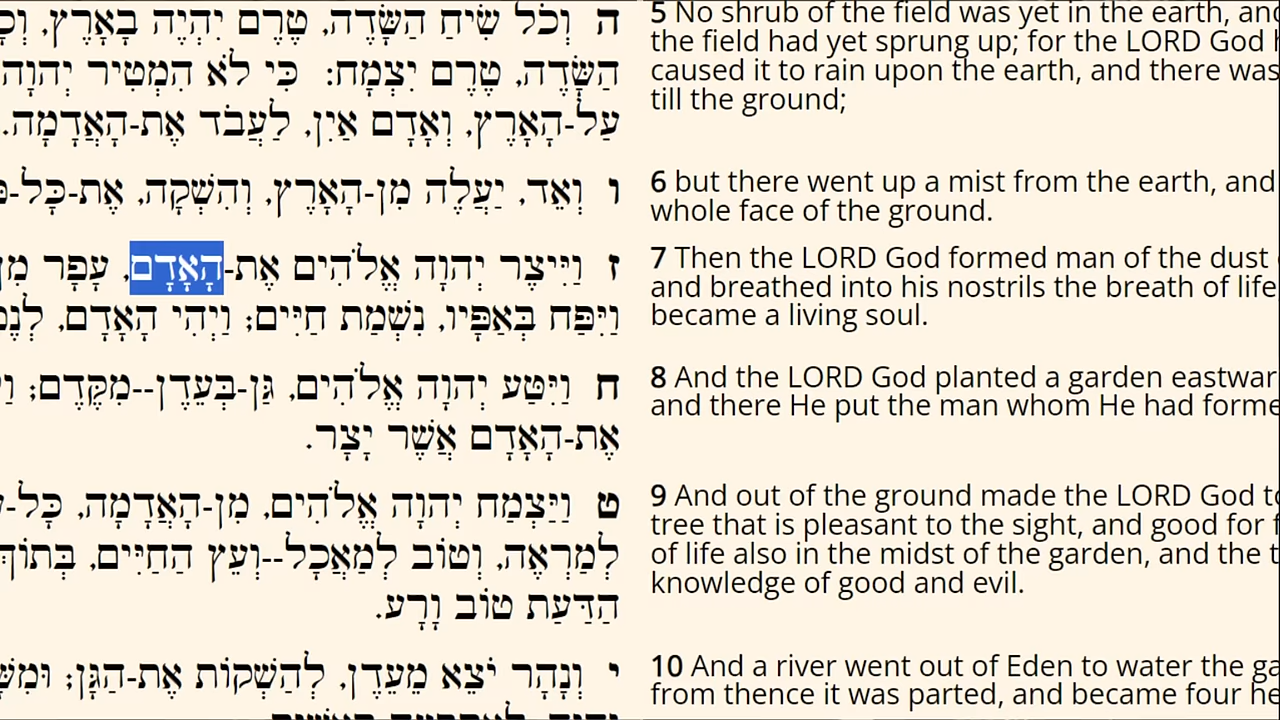 ה וְכֹל שִׂיחַ הַשָּׂדֶה, טֶרֶם יִהְיֶה בָאָרֶץ,
הַשָּׂדֶה, טֶרֶם יִצְמָח: כִּי לֹא הִמְטִיר יְהוָה
עַל-הָאָרֶץ, וְאָדָם אַיִן, לַעֲבֹד אֶת-הָאֲדָמָה.
ו וְאֵד, יַעֲלֶה מִן-הָאָרֶץ, וְהִשְׁקָה, אֶת-כָּל-
ז וַיִּיצֶר יְהוָה אֱלֹהִים אֶת-הָאָדָם, עָפָר מִן
וַיִּפַּח בְּאַפָּיו, נִשְׁמַת חַיִּים; וַיְהִי הָאָדָם,
ח וַיִּטַּע יְהוָה אֱלֹהִים, גַּן-בְּעֵדֶן--מִקֶּדֶם;
אֶת-הָאָדָם אֲשֶׁר יָצָר.
ט וַיַּצְמַח יְהוָה אֱלֹהִים, מִן-הָאֲדָמָה, כָּל-
לְמַרְאֶה, וְטוֹב לְמַאֲכָל--וְעֵץ הַחַיִּים, בְּתוֹךְ
הַדַּעַת טוֹב וָרָע.
י וְנָהָר יֹצֵא מֵעֵדֶן, לְהַשְׁקוֹת אֶת-הַגָּן;
5 No shrub of the field was yet in the earth,
the field had yet sprung up; for the LORD God
caused it to rain upon the earth, and there was
till the ground;
6 but there went up a mist from the earth, and
whole face of the ground.
7 Then the LORD God formed man of the dust
and breathed into his nostrils the breath of life
became a living soul.
8 And the LORD God planted a garden eastwar
and there He put the man whom He had forme
9 And out of the ground made the LORD God to
tree that is pleasant to the sight, and good for
of life also in the midst of the garden, and the t
knowledge of good and evil.
10 And a river went out of Eden to water the ga
from thence it was parted, and became four he